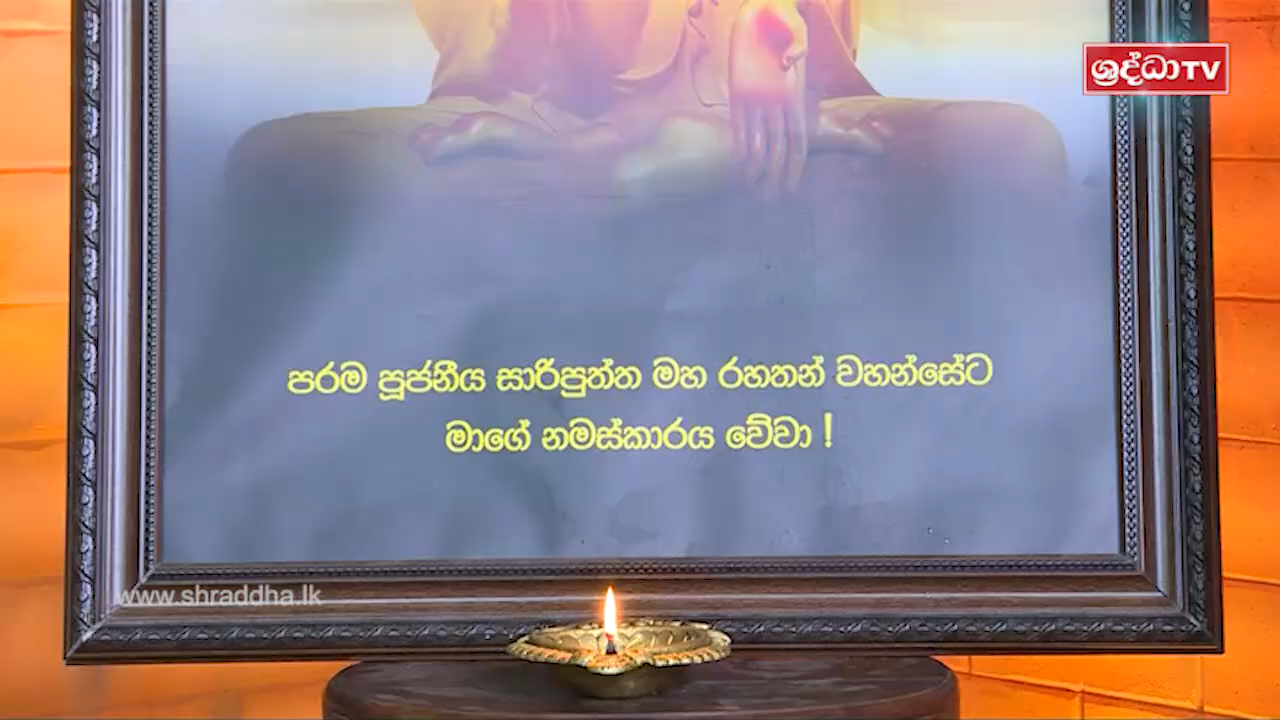 ශ්‍රද්ධාTV
පරම පූජනීය සාරිපුත්ත මහ රහතන් වහන්සේට
මාගේ නමස්කාරය වේවා !
www.shraddha.lk